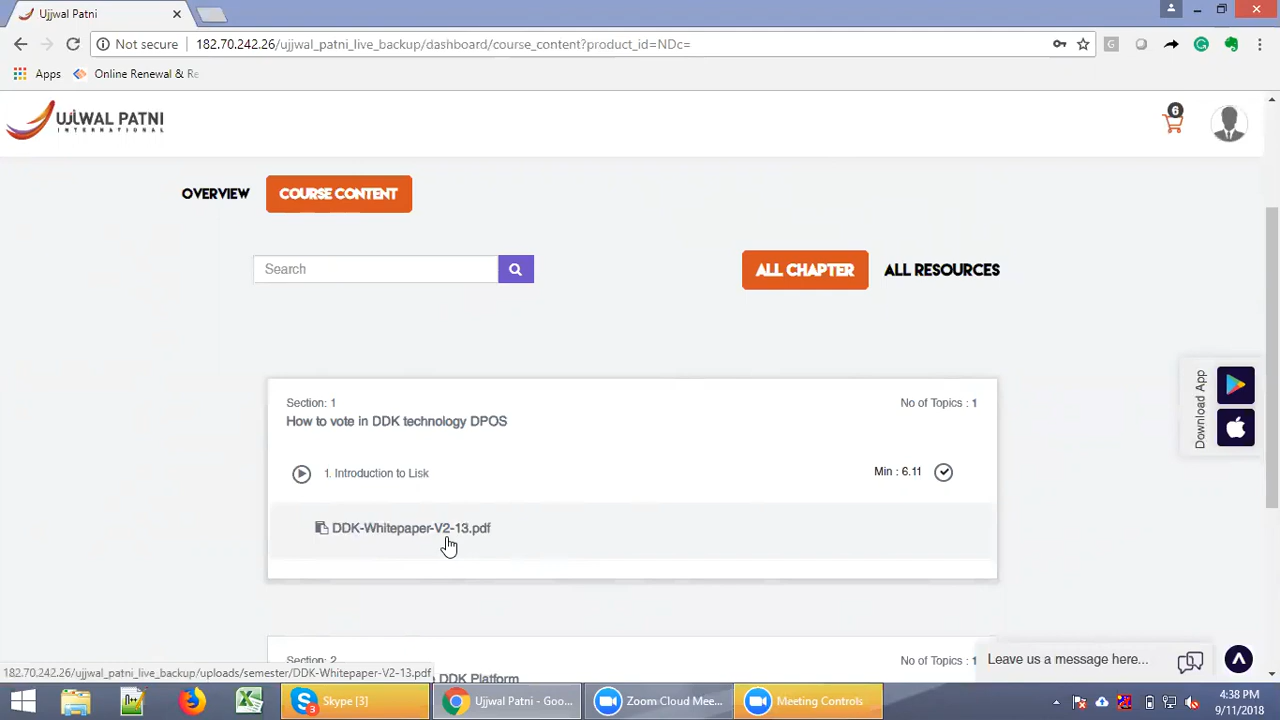 Ujjwal Patni
Not secure
182.70.242.26/ujjwal_patni_live_backup/dashboard/course_content?product_id=NDc=
Apps
Online Renewal & Re
UJJWAL PATNI
INTERNATIONAL
6
OVERVIEW
COURSE CONTENT
Search
ALL CHAPTER
ALL RESOURCES
Download App
Section: 1
No of Topics : 1
How to vote in DDK technology DPOS
1. Introduction to Lisk
Min : 6.11
DDK-Whitepaper-V2-13.pdf
Section: 2
No of Topics : 1
DDK Platform
Leave us a message here...
182.70.242.26/ujjwal_patni_live_backup/uploads/semester/DDK-Whitepaper-V2-13.pdf
3
Skype [3]
Ujjwal Patni - Goo...
Zoom Cloud Mee...
Meeting Controls
4:38 PM
9/11/2018